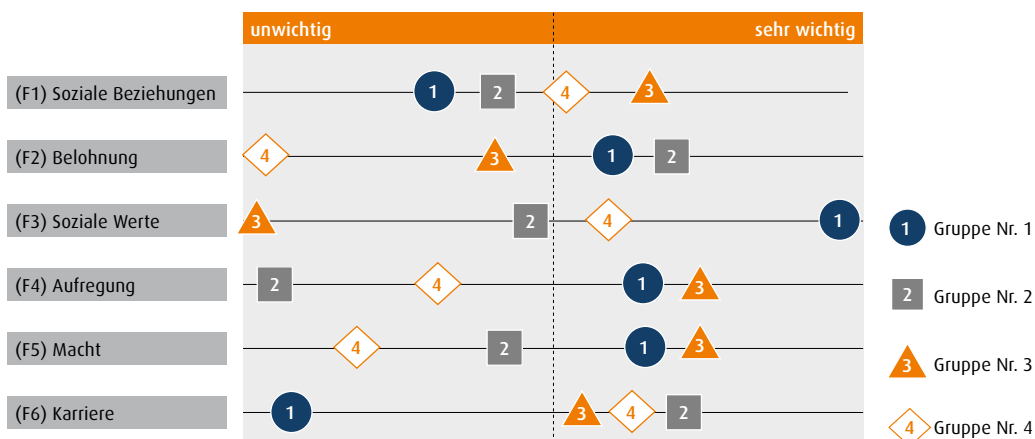 unwichtig sehr wichtig
(F1) Soziale Beziehungen 1 2 4 3
(F2) Belohnung 4 3 1 2
(F3) Soziale Werte 3 2 4 1
1 Gruppe Nr. 1
(F4) Aufregung 2 4 1 3
2 Gruppe Nr. 2
(F5) Macht 4 2 1 3
3 Gruppe Nr. 3
(F6) Karriere 1 3 4 2
4 Gruppe Nr. 4